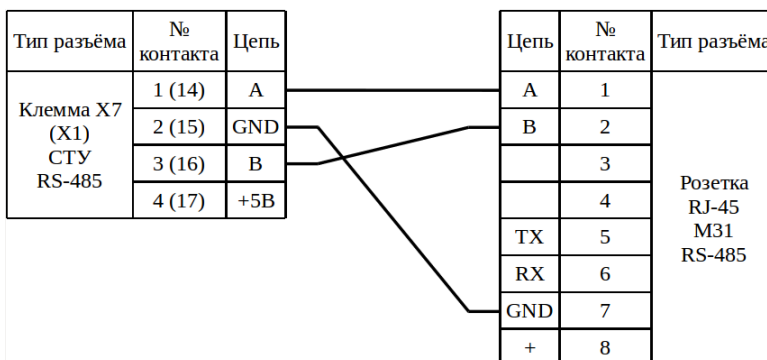 Тип разъёма № контакта Цепь
Клемма X7 (X1) СТУ RS-485
1 (14) A
2 (15) GND
3 (16) B
4 (17) +5В
Цепь № контакта Тип разъёма
A 1
B 2
3
4
TX 5
RX 6
GND 7
+ 8
Розетка RJ-45 M31 RS-485